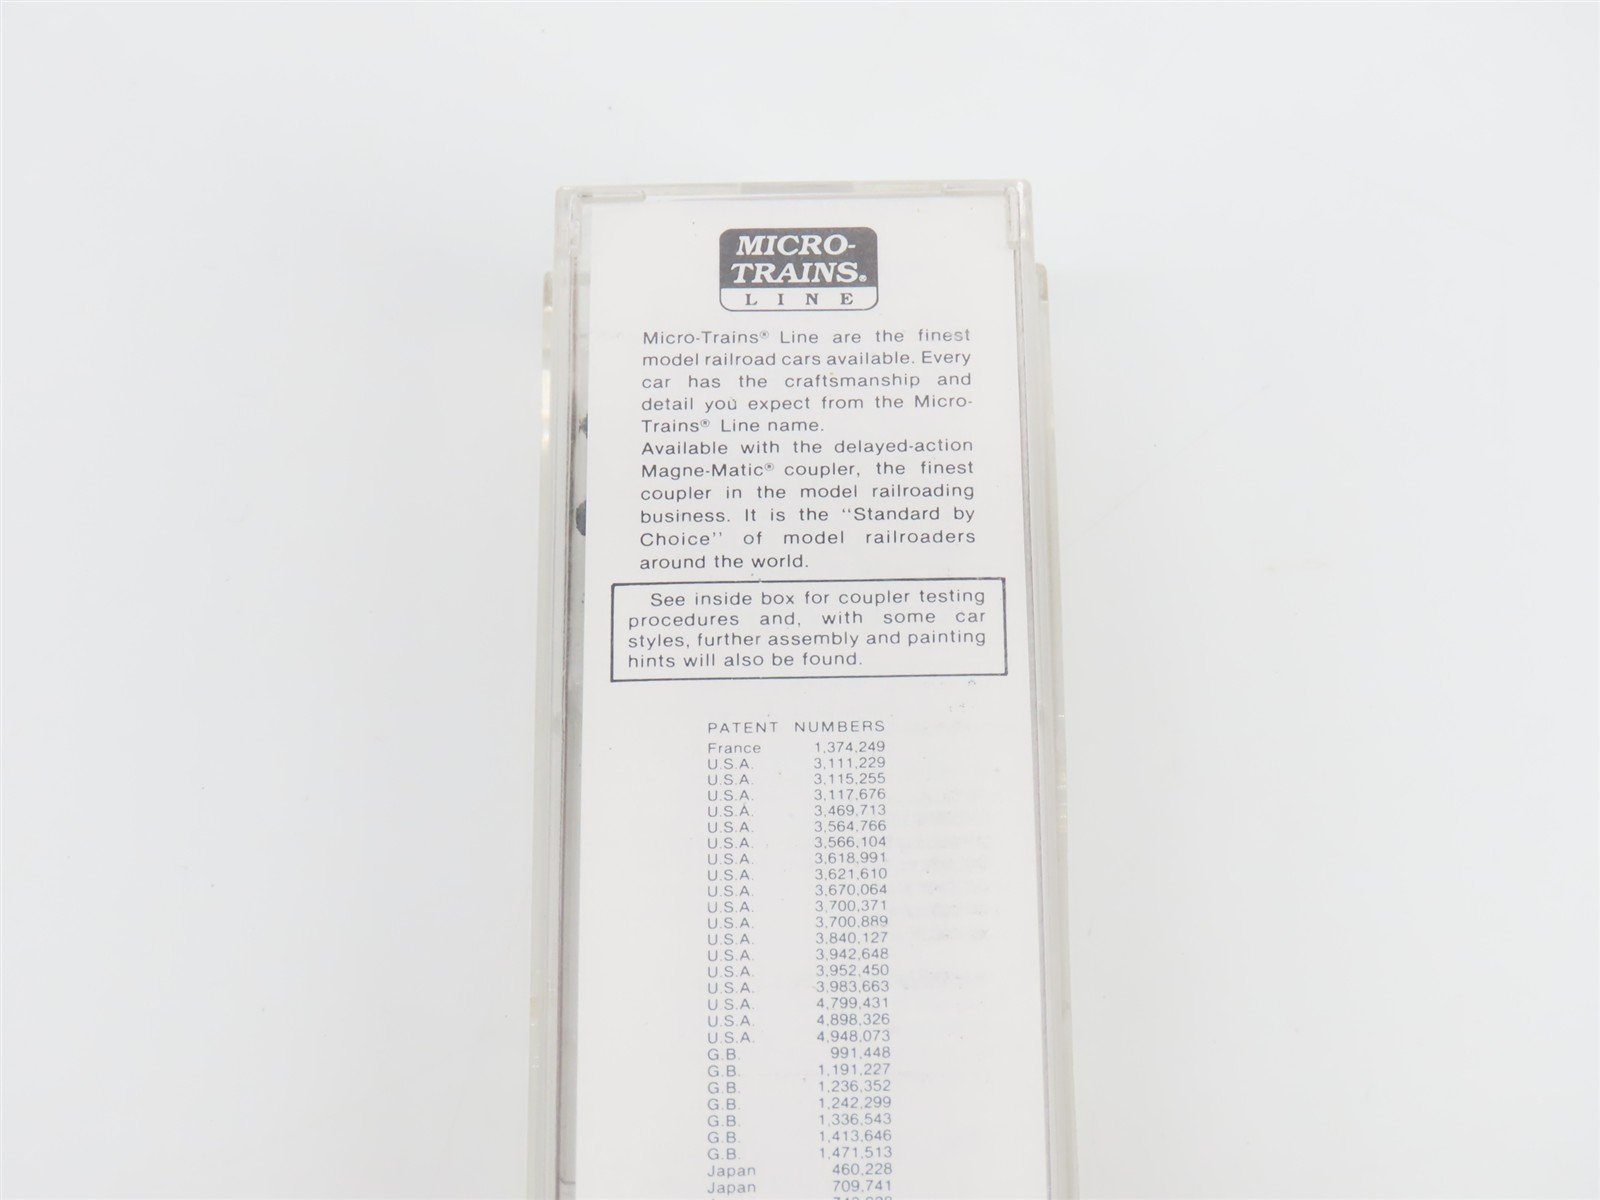 MICRO-
TRAINS®
LINE
Micro-Trains® Line are the finest
model railroad cars available. Every
car has the craftsmanship and
detail you expect from the Micro-
Trains® Line name.
Available with the delayed-action
Magne-Matic® coupler, the finest
coupler in the model railroading
business. It is the ‘‘Standard by
Choice’’ of model railroaders
around the world.
See inside box for coupler testing
procedures and, with some car
styles, further assembly and painting
hints will also be found.
PATENT NUMBERS
France 1,374,249
U.S.A. 3,111,229
U.S.A. 3,115,255
U.S.A. 3,117,676
U.S.A. 3,469,713
U.S.A. 3,564,766
U.S.A. 3,566,104
U.S.A. 3,618,991
U.S.A. 3,621,610
U.S.A. 3,670,064
U.S.A. 3,700,371
U.S.A. 3,700,889
U.S.A. 3,840,127
U.S.A. 3,942,648
U.S.A. 3,952,450
U.S.A. 3,983,663
U.S.A. 4,799,431
U.S.A. 4,898,326
U.S.A. 4,948,073
G.B. 991,448
G.B. 1,191,227
G.B. 1,236,352
G.B. 1,242,299
G.B. 1,336,543
G.B. 1,413,646
G.B. 1,471,513
Japan 460,228
Japan 709,741